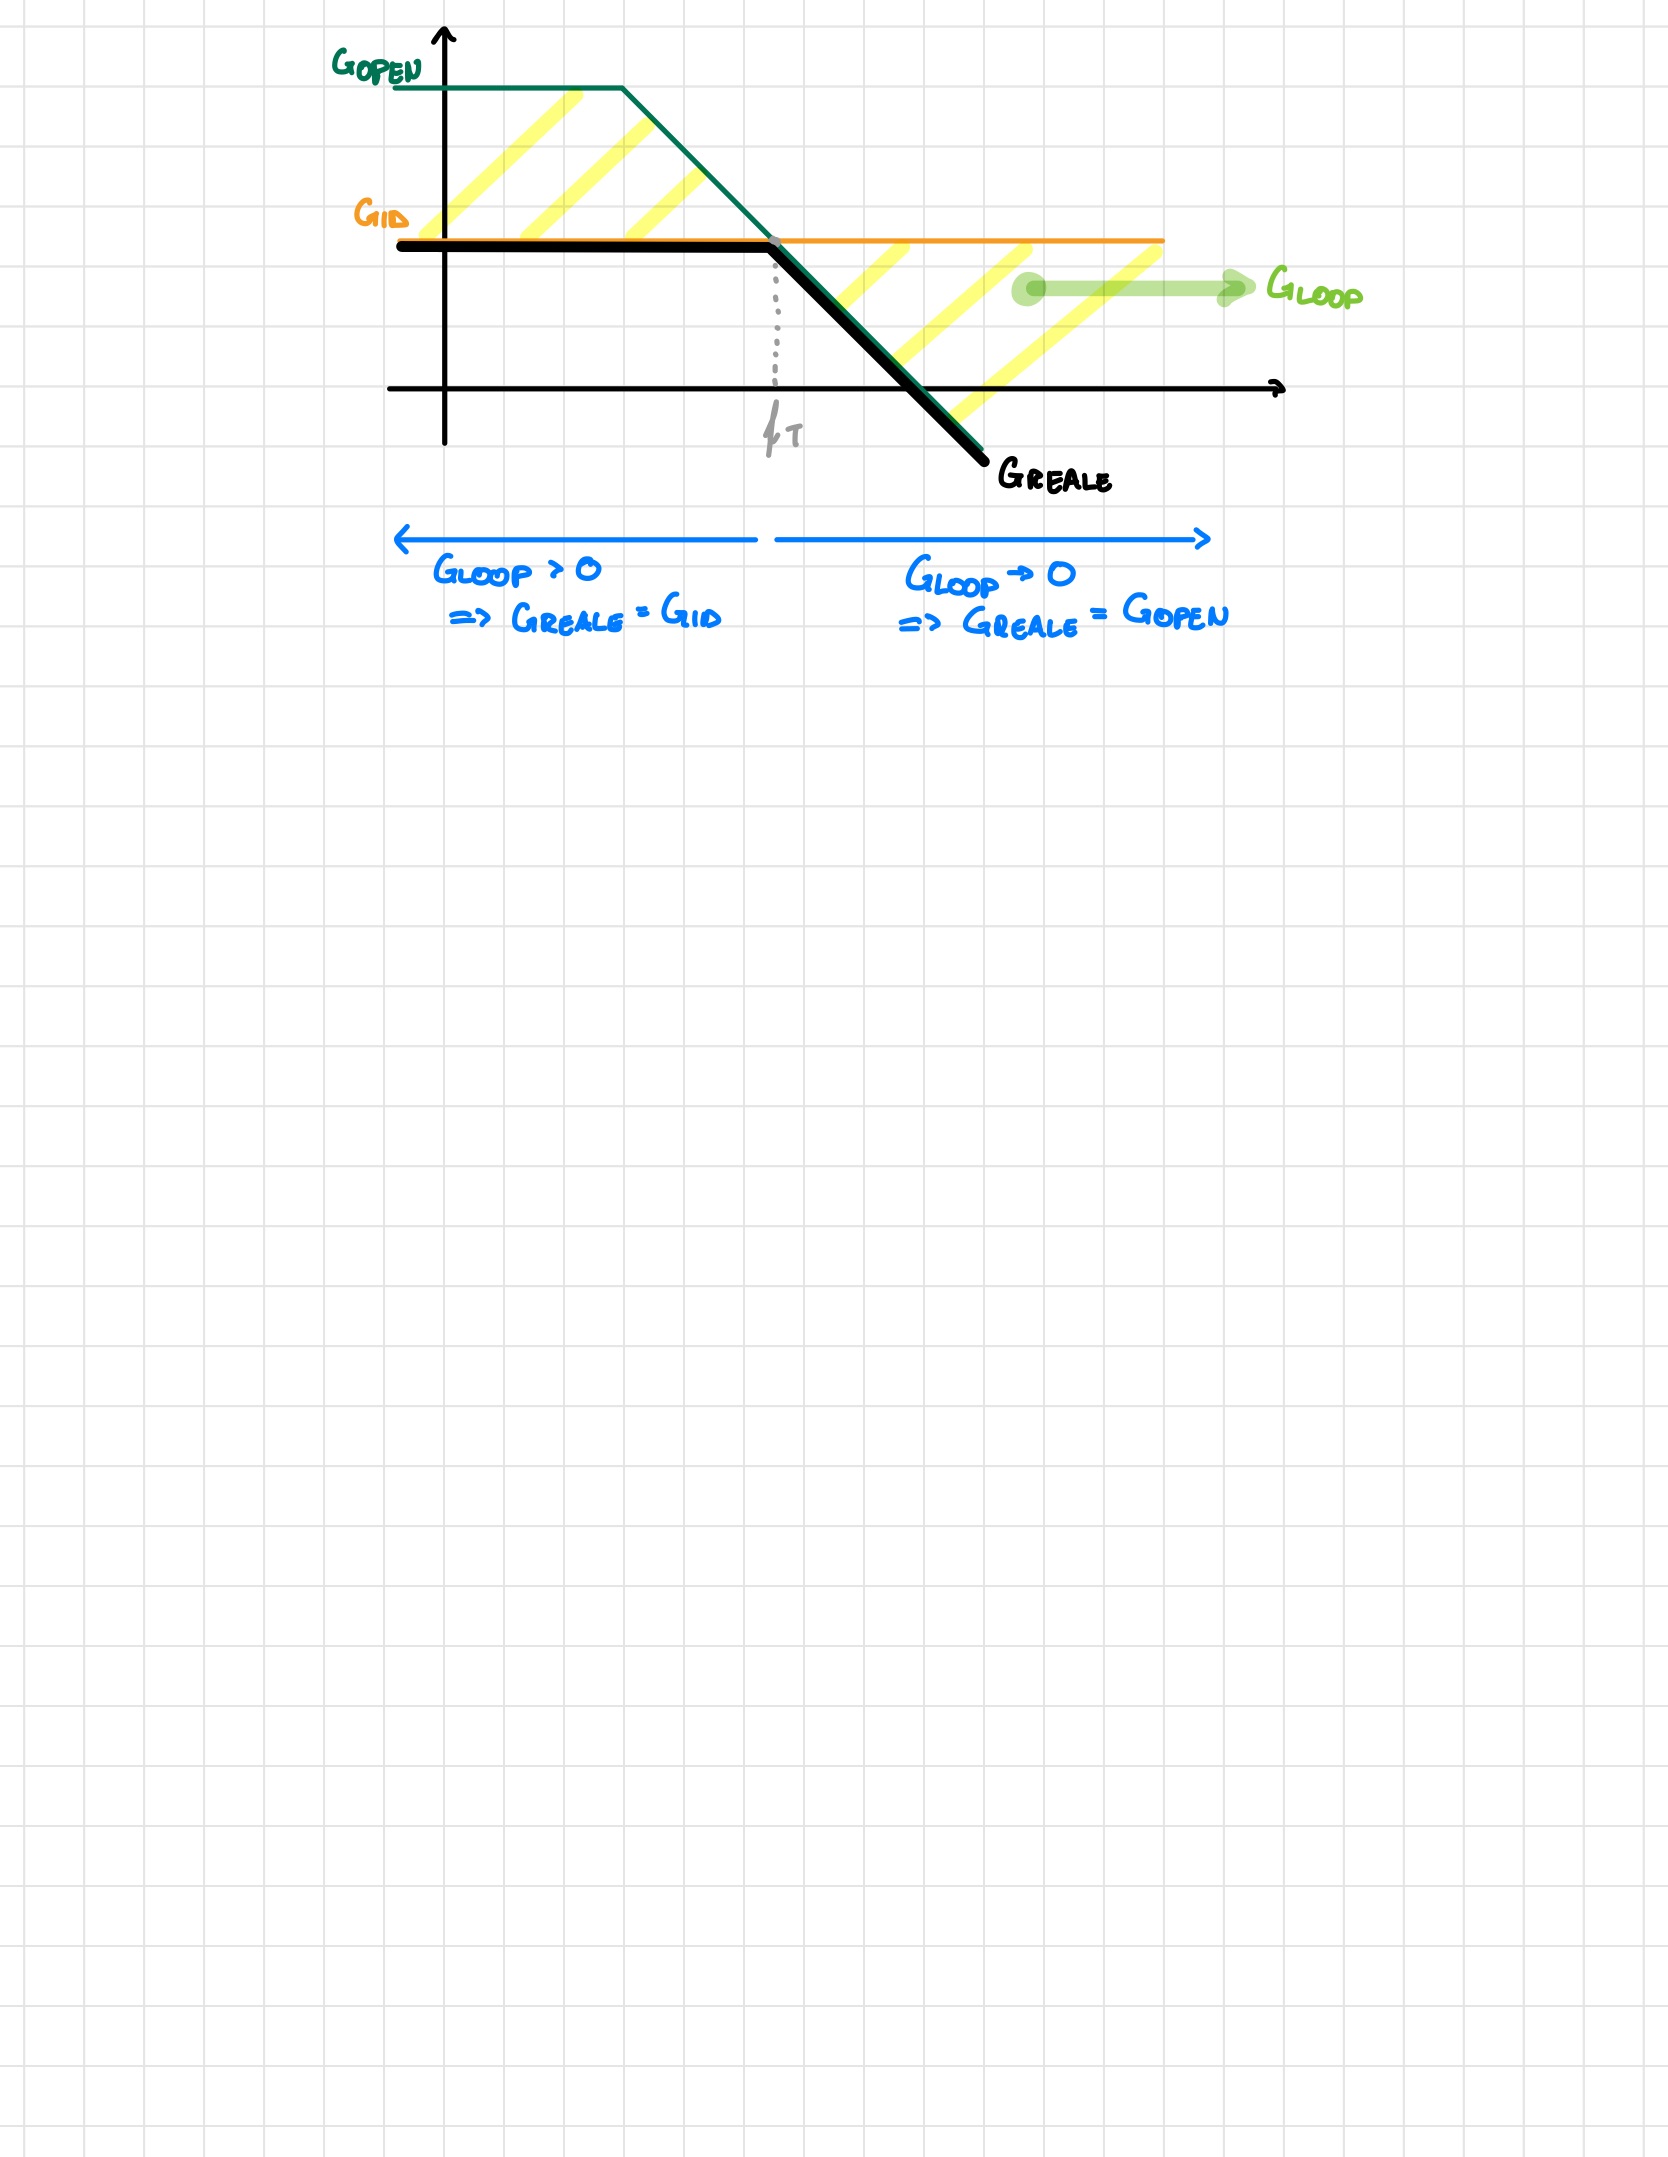 GOPEN
GID
GLOOP
fT
GREALE
GLOOP > 0
=> GREALE = GID
GLOOP → 0
=> GREALE = GOPEN